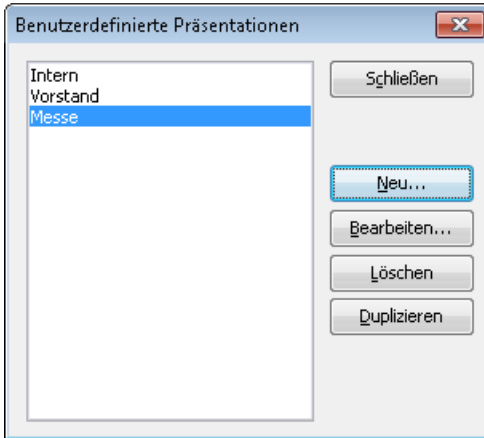 Benutzerdefinierte Präsentationen
Intern
Vorstand
Messe
Schließen
Neu...
Bearbeiten...
Löschen
Duplizieren